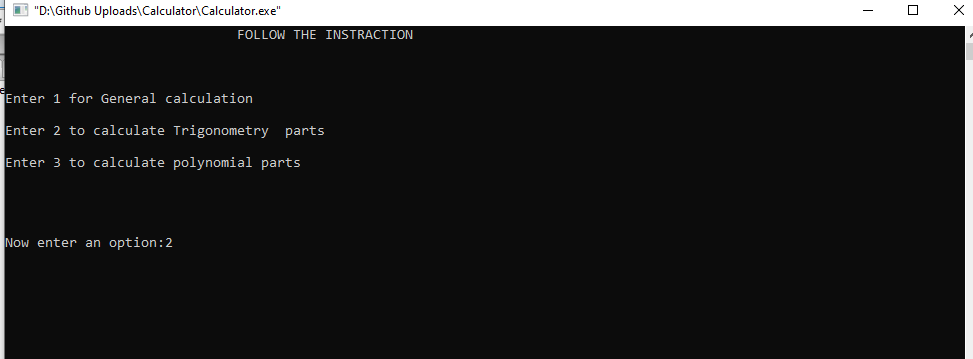 "D:\Github Uploads\Calculator\Calculator.exe"
FOLLOW THE INSTRACTION
Enter 1 for General calculation
Enter 2 to calculate Trigonometry  parts
Enter 3 to calculate polynomial parts
Now enter an option:2